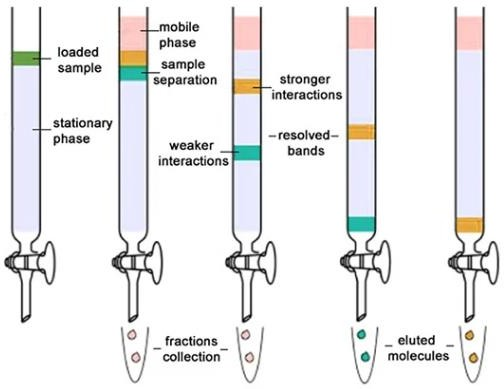 loaded
sample
mobile
phase
sample
separation
stationary
phase
stronger
interactions
weaker
interactions
resolved
bands
fractions
collection
eluted
molecules